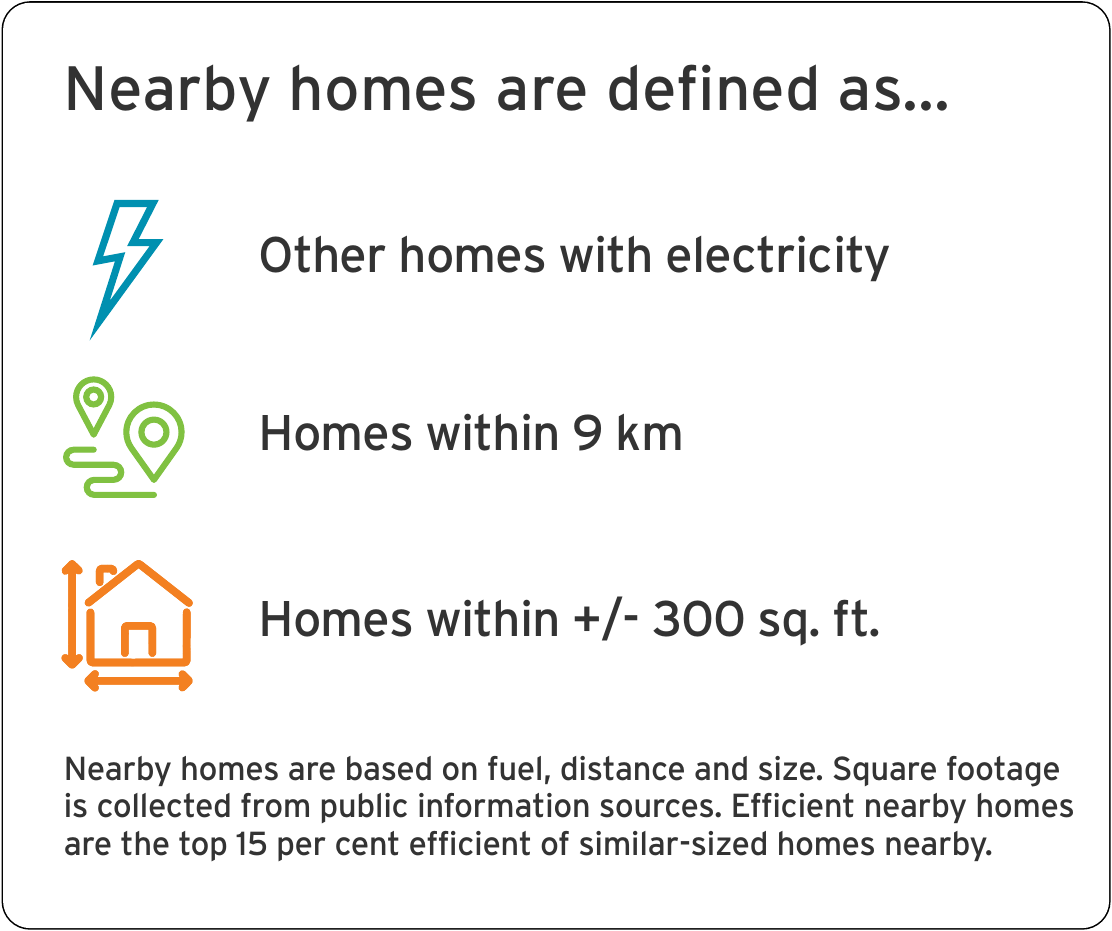 Nearby homes are defined as...
Other homes with electricity
Homes within 9 km
Homes within +/- 300 sq. ft.
Nearby homes are based on fuel, distance and size. Square footage
is collected from public information sources. Efficient nearby homes
are the top 15 per cent efficient of similar-sized homes nearby.